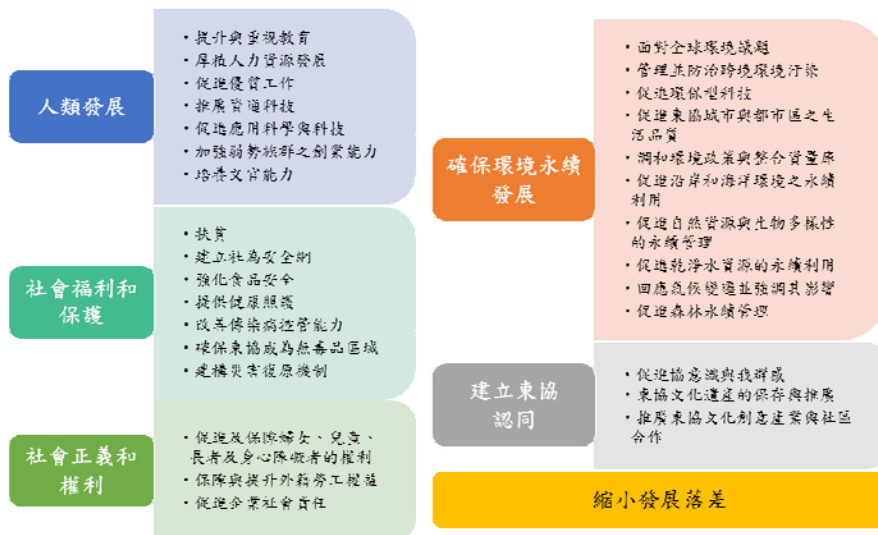 人類發展
・提升與重視教育
・厚植人力資源發展
・促進優質工作
・推廣資通科技
・促進應用科學與科技
・加強弱勢族群之創業能力
・培養文官能力
社會福利和
保護
・扶貧
・建立社為安全網
・強化食品安全
・提供健康照護
・改善傳染病控管能力
・確保東協成為無毒品區域
・建構災害復原機制
社會正義和
權利
・促進及保障婦女、兒童、
長者及身心障礙者的權利
・保障與提升外籍勞工權益
・促進企業社會責任
確保環境永續
發展
・面對全球環境議題
・管理並防治跨境環境汙染
・促進環保型科技
・促進東協城市與都市區之生
活品質
・調和環境政策與整合資量庫
・促進沿岸和海洋環境之永續
利用
・促進自然資源與生物多樣性
的永續管理
・促進乾淨水資源的永續利用
・回應氣候變遷並強調其影響
・促進森林永續管理
建立東協
認同
・促進協意識與我群感
・東協文化遺產的保存與推廣
・推廣東協文化創意產業與社區
合作
縮小發展落差